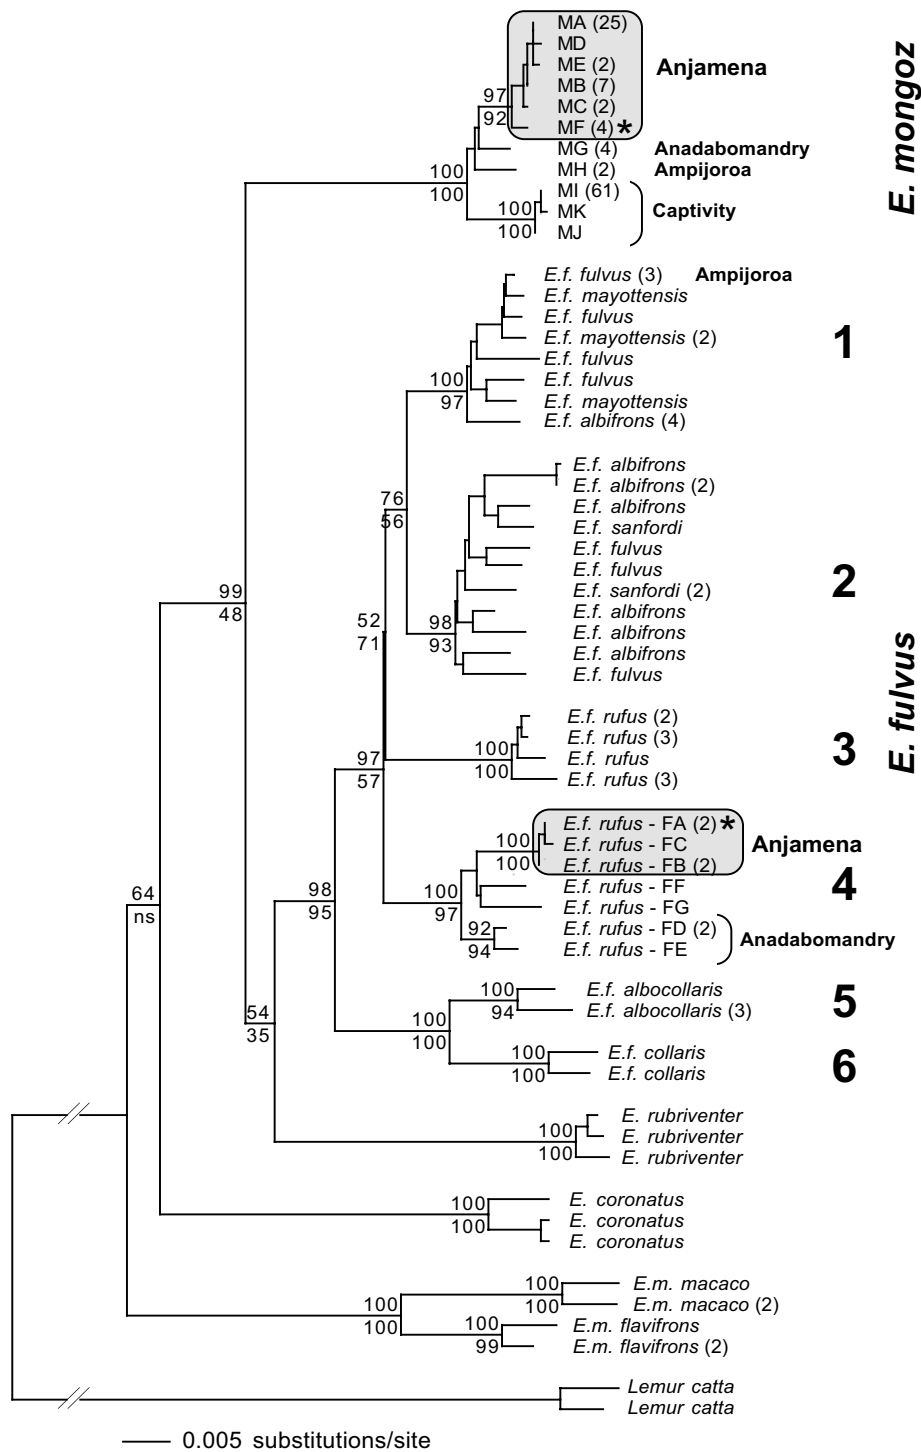 MA (25)
MD
ME (2)
Anjamena
MB (7)
97
MC (2)
92
MF (4) *
MG (4) Anadabomandry
MH (2) Ampijoroa
100
100
MI (61)
100
MK Captivity
100
MJ
E. mongoz
E.f. fulvus (3) Ampijoroa
E.f. mayottensis
E.f. fulvus
E.f. mayottensis (2)
1
E.f. fulvus
100
E.f. fulvus
97
E.f. mayottensis
E.f. albifrons (4)
E.f. albifrons
E.f. albifrons (2)
76
E.f. albifrons
56
E.f. sanfordi
E.f. fulvus
E.f. fulvus
2
99
E.f. sanfordi (2)
48
E.f. albifrons
52
98
E.f. albifrons
71
93
E.f. albifrons
E.f. fulvus
E. fulvus
E.f. rufus (2)
E.f. rufus (3)
100
3
97
E.f. rufus
100
57
E.f. rufus (3)
E.f. rufus - FA (2) *
100
E.f. rufus - FC
Anjamena
100
E.f. rufus - FB (2)
4
64
98
100
E.f. rufus - FF
ns
95
97
E.f. rufus - FG
92
E.f. rufus - FD (2)
Anadabomandry
94
E.f. rufus - FE
100
E.f. albocollaris
5
54
94
E.f. albocollaris (3)
35
100
100
100
E.f. collaris
6
100
E.f. collaris
E. rubriventer
100
E. rubriventer
100
E. rubriventer
100
E. coronatus
100
E. coronatus
E. coronatus
100
E.m. macaco
100
E.m. macaco (2)
100
100
100
E.m. flavifrons
99
E.m. flavifrons (2)
Lemur catta
Lemur catta
0.005 substitutions/site